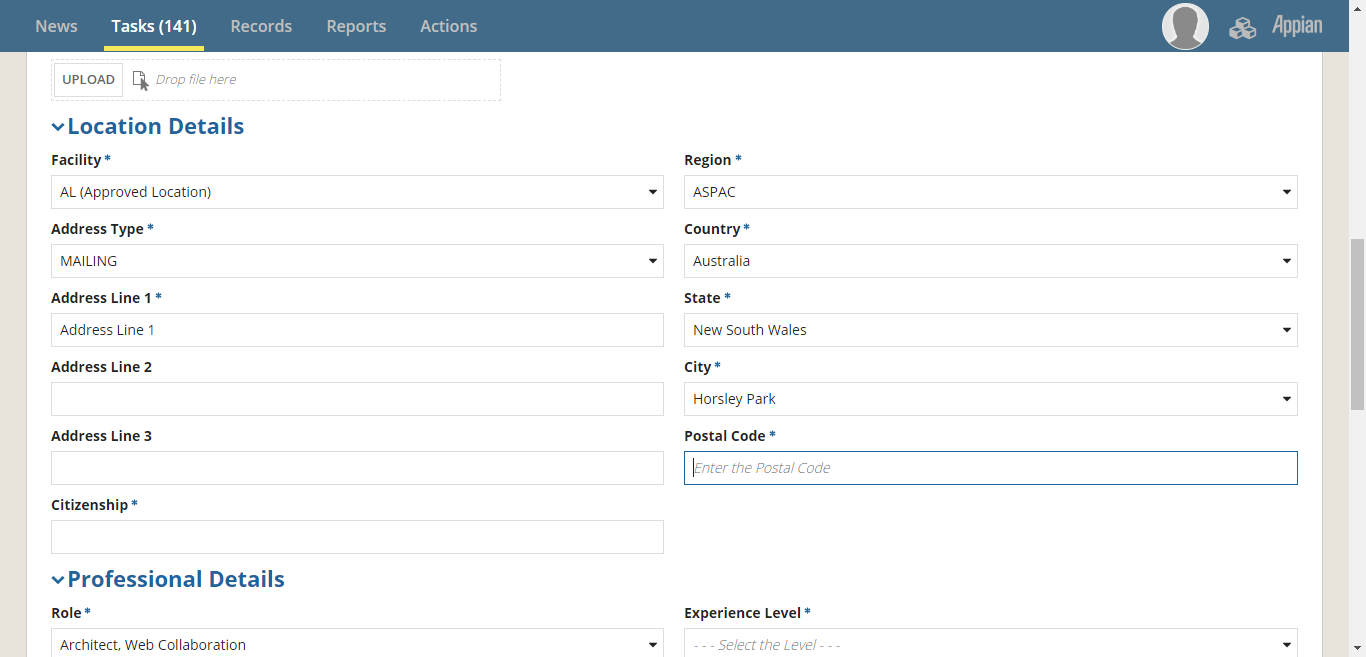 News Tasks (141) Records Reports Actions Appian
UPLOAD Drop file here
Location Details
Facility * Region *
AL (Approved Location) ASPAC
Address Type * Country *
MAILING Australia
Address Line 1 * State *
Address Line 1 New South Wales
Address Line 2 City *
Horsley Park
Address Line 3 Postal Code *
Enter the Postal Code
Citizenship *
Professional Details
Role * Experience Level *
Architect, Web Collaboration - - - Select the Level - - -